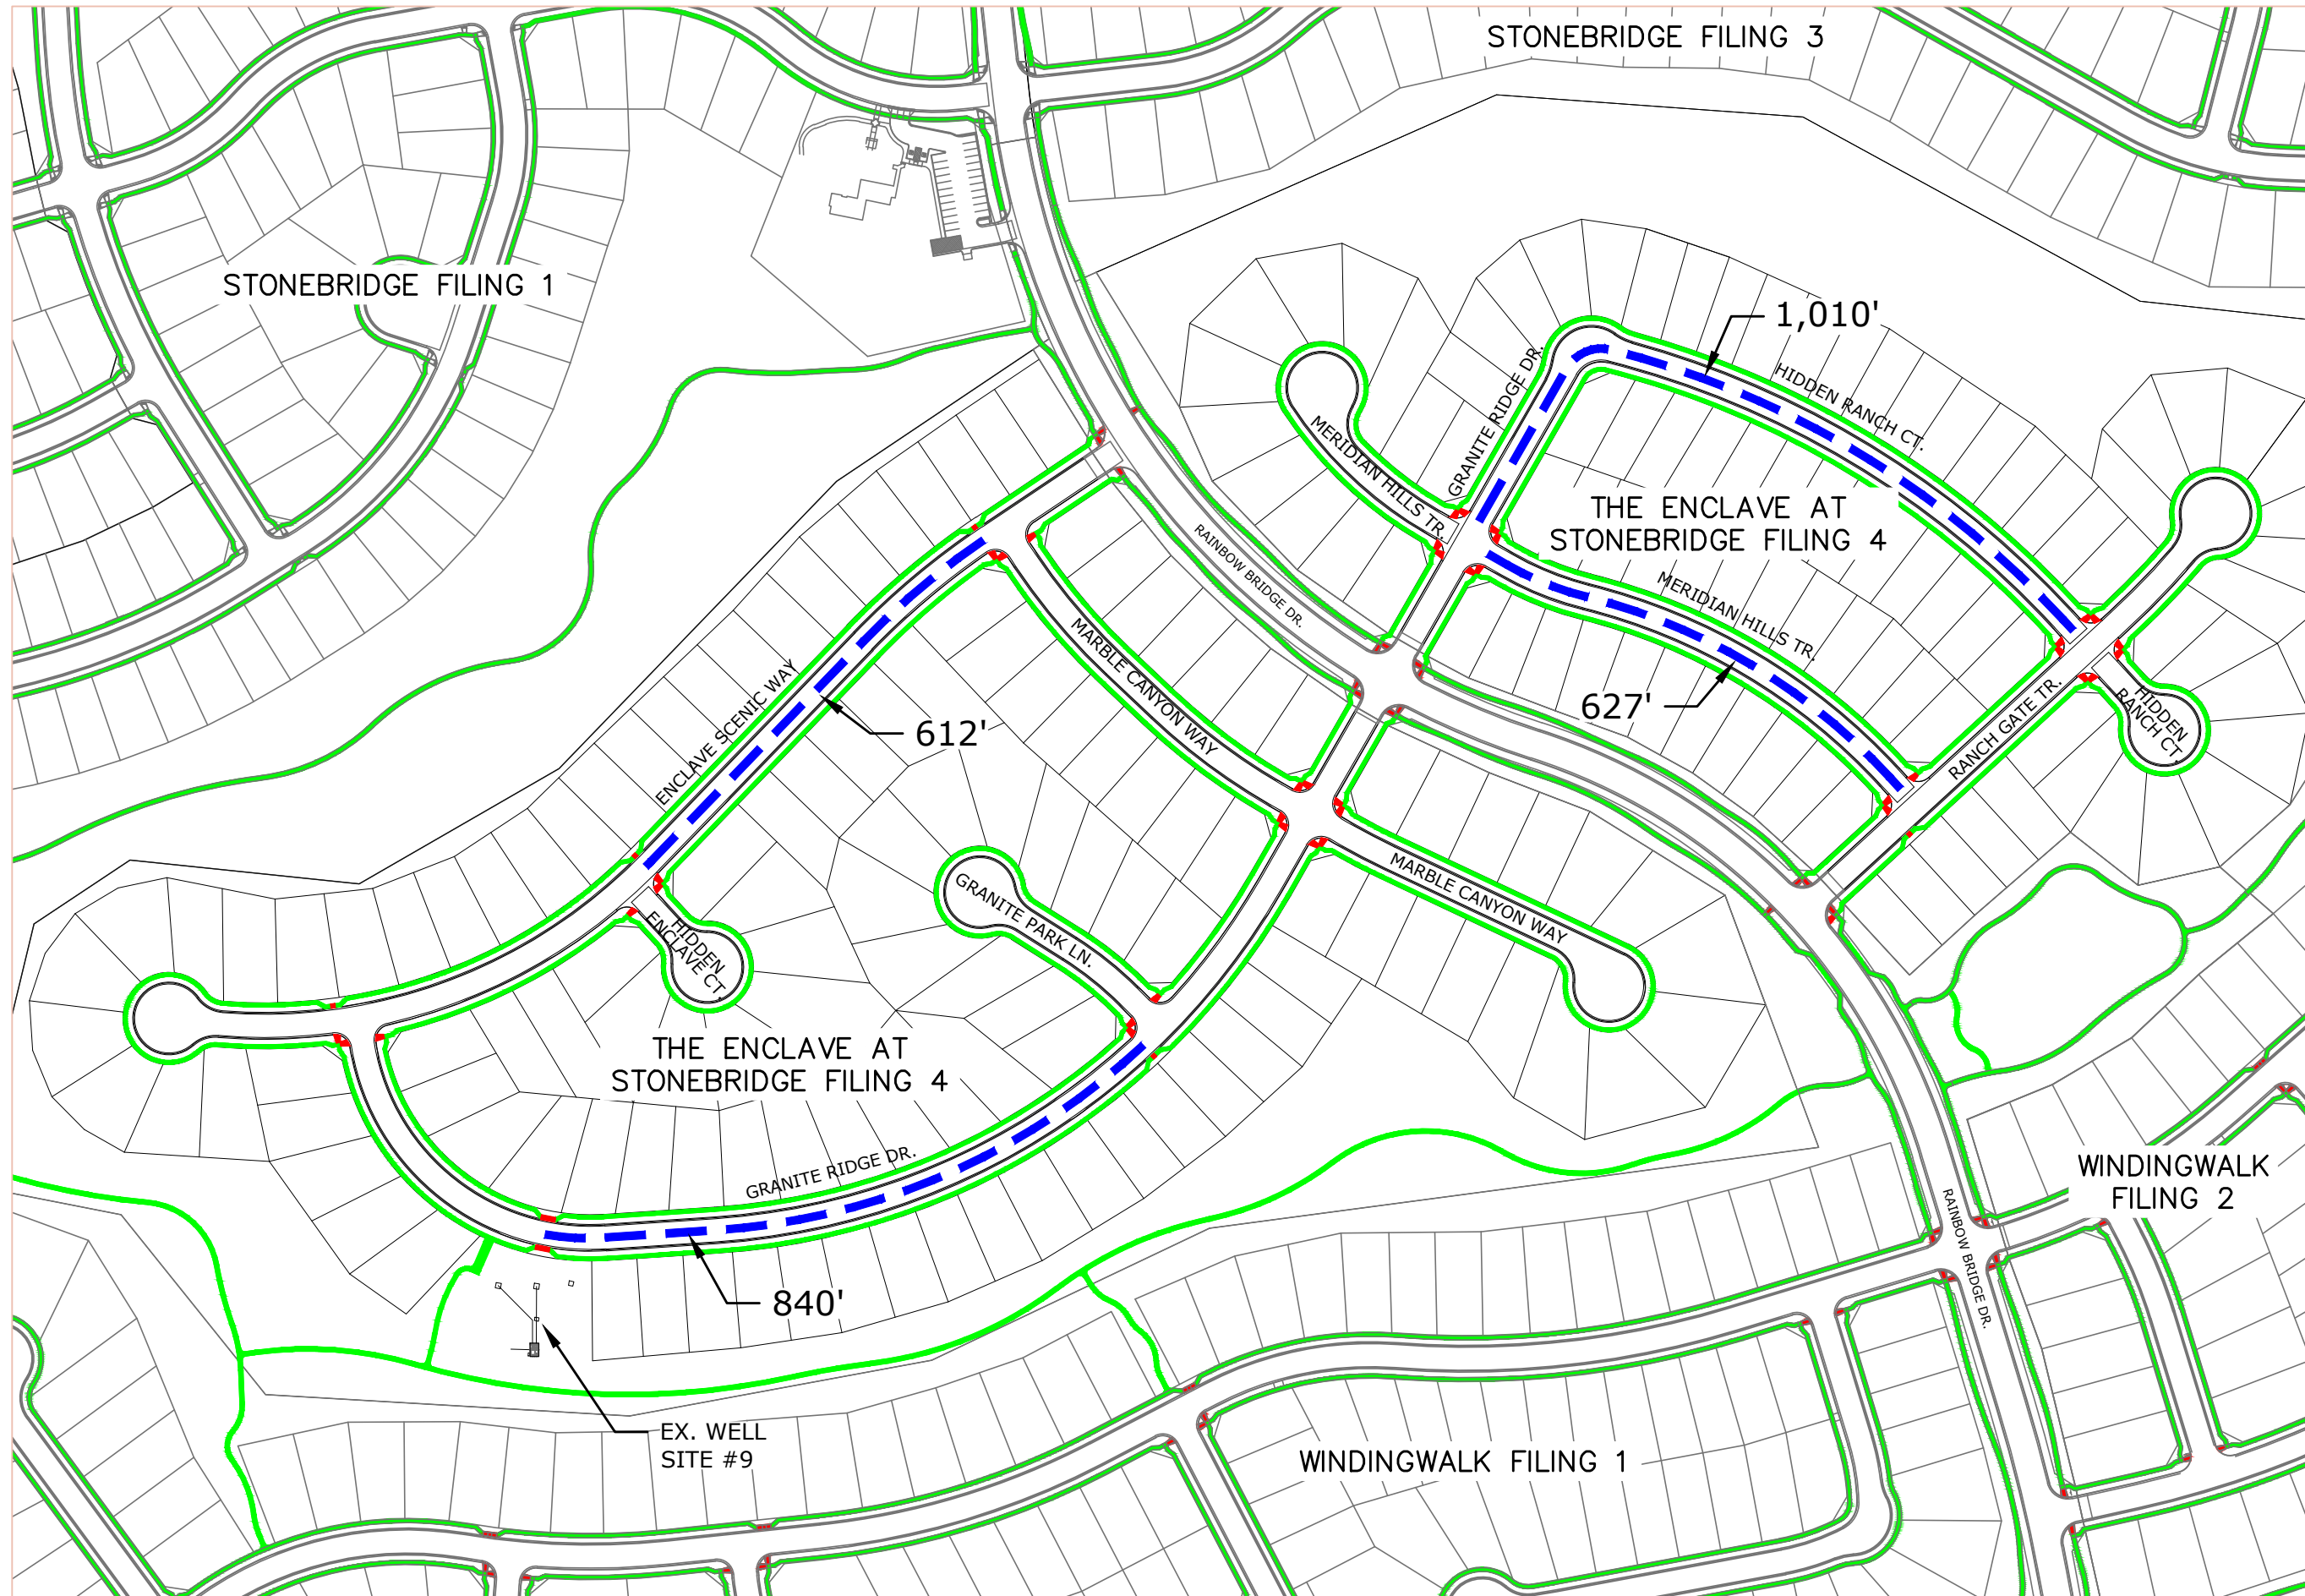 STONEBRIDGE FILING 3
STONEBRIDGE FILING 1
1,010'
HIDDEN RANCH CT.
GRANITE RIDGE DR.
MERIDIAN HILLS TR.
THE ENCLAVE AT
STONEBRIDGE FILING 4
RAINBOW BRIDGE DR.
MERIDIAN HILLS TR.
627'
RANCH GATE TR.
HIDDEN
RANCH CT.
MARBLE CANYON WAY
ENCLAVE SCENIC WAY
612'
MARBLE CANYON WAY
GRANITE PARK LN.
HIDDEN
ENCLAVE CT.
THE ENCLAVE AT
STONEBRIDGE FILING 4
GRANITE RIDGE DR.
840'
WINDINGWALK
FILING 2
RAINBOW BRIDGE DR.
EX. WELL
SITE #9
WINDINGWALK FILING 1